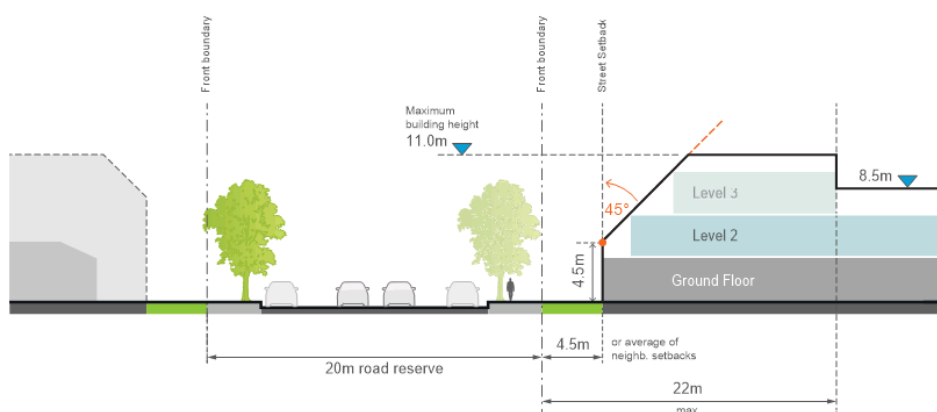 Front boundary
Front boundary
Street Setback
Maximum
building height
11.0m
8.5m
45°
Level 3
Level 2
Ground Floor
4.5m
4.5m
or average of
neighb. setbacks
20m road reserve
22m
max